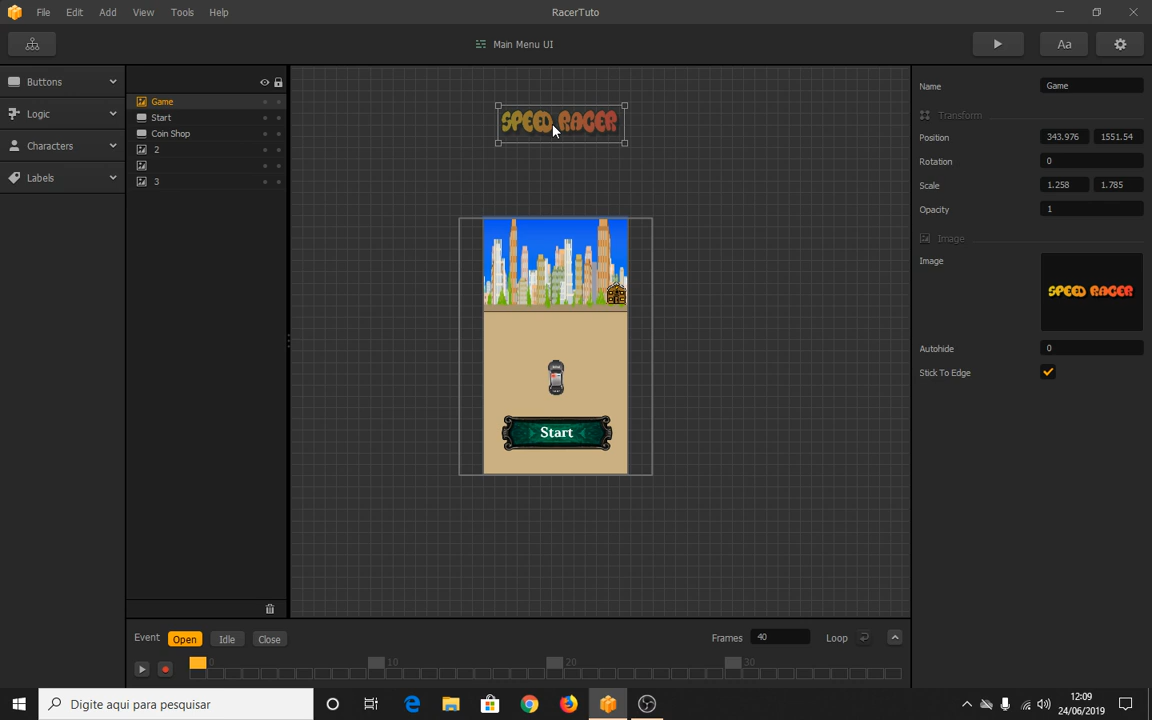 File Edit Add View Tools Help RacerTuto
Main Menu UI Aa
Buttons
Logic
Characters
Labels
Game
Start
Coin Shop
2
3
SPEED RACER
Start
Name Game
Transform
Position 343.976 1551.54
Rotation 0
Scale 1.258 1.785
Opacity 1
Image
Image
SPEED RACER
Autohide 0
Stick To Edge
Event Open Idle Close Frames 40 Loop
0 10 20 30
Digite aqui para pesquisar
12:09
24/06/2019